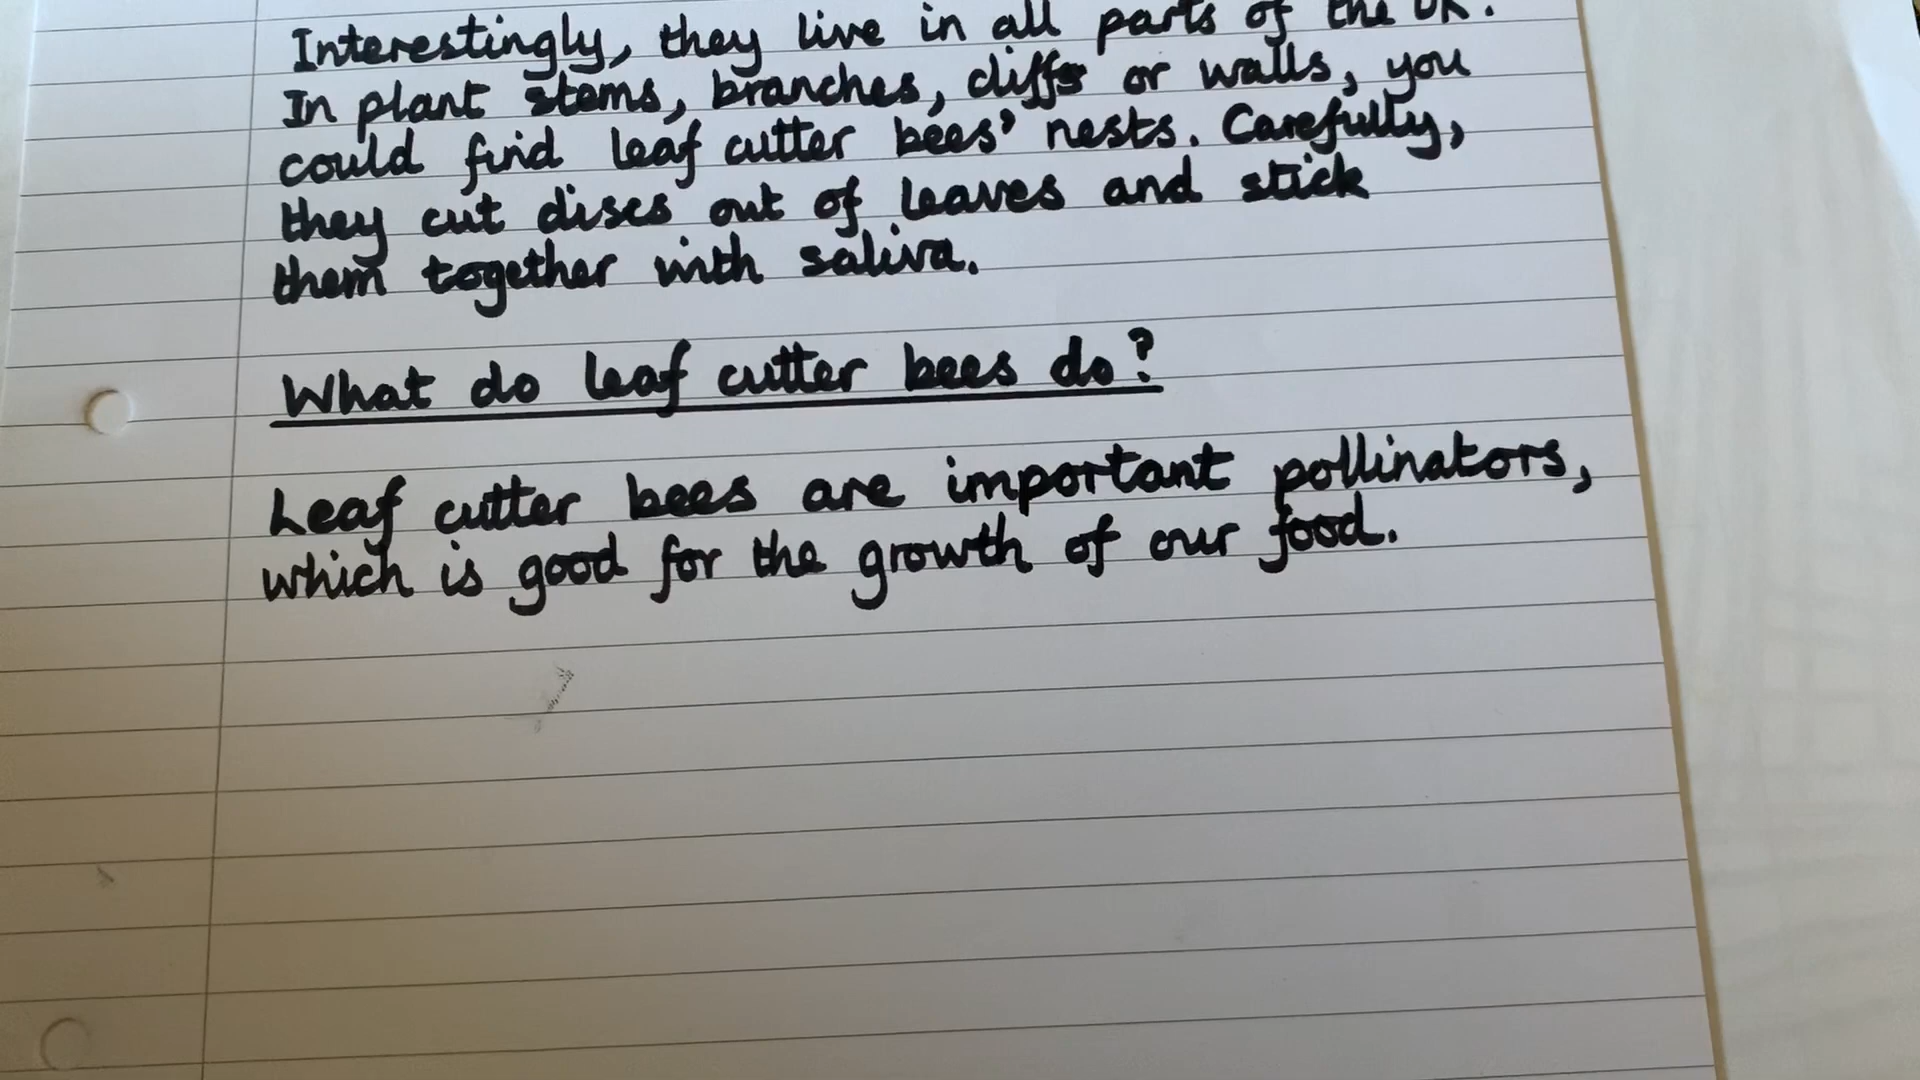 Interestingly, they live in all parts of the UK.
In plant stems, branches, cliffs or walls, you
could find leaf cutter bees' nests. Carefully,
they cut discs out of leaves and stick
them together with saliva.
What do leaf cutter bees do?
Leaf cutter bees are important pollinators,
which is good for the growth of our food.